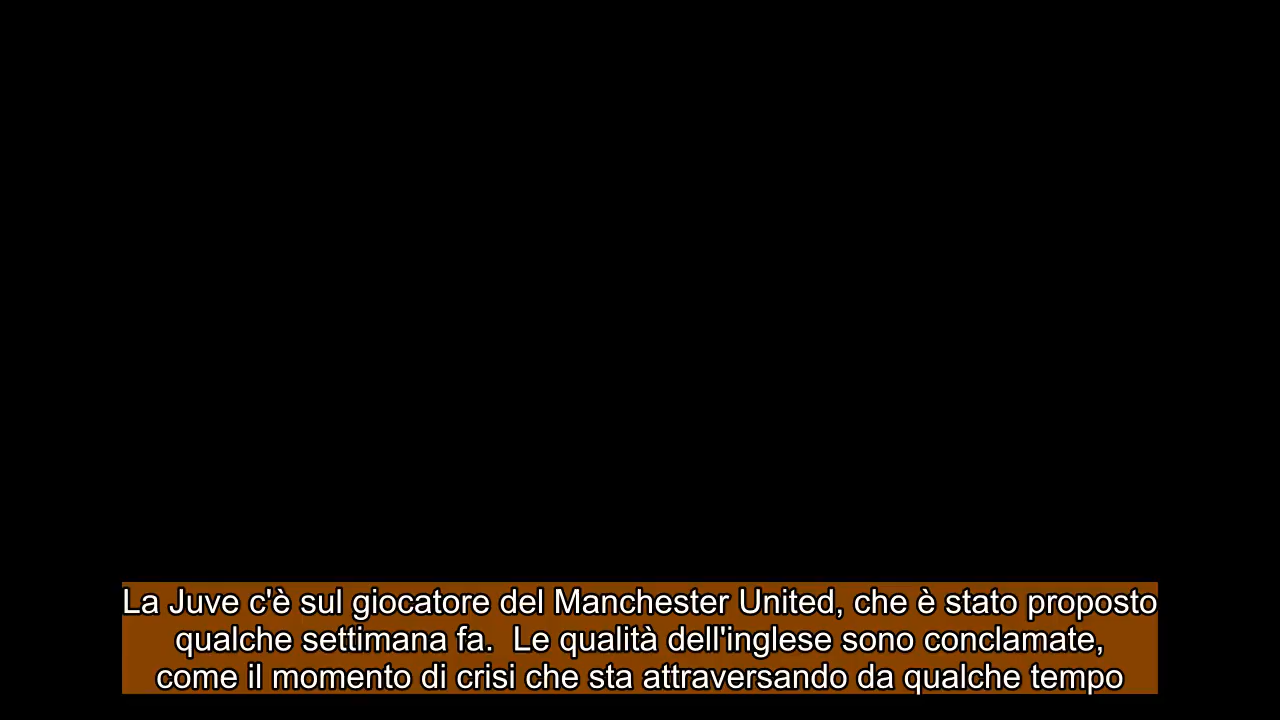 La Juve c'è sul giocatore del Manchester United, che è stato proposto
qualche settimana fa.  Le qualità dell'inglese sono conclamate,
come il momento di crisi che sta attraversando da qualche tempo